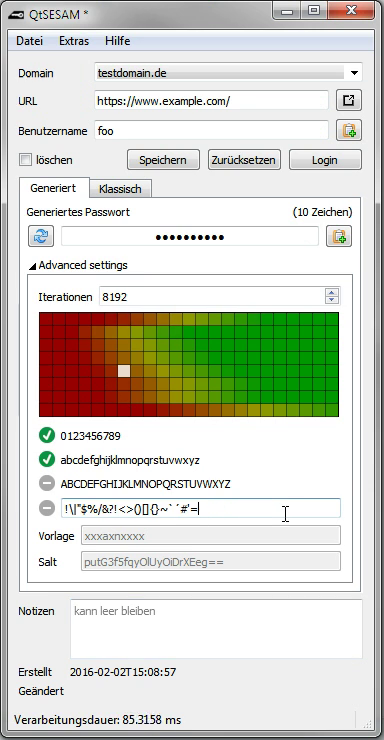 QtSESAM *
Datei Extras Hilfe
Domain testdomain.de
URL https://www.example.com/
Benutzername foo
löschen Speichern Zurücksetzen Login
Generiert Klassisch
Generiertes Passwort (10 Zeichen)
●●●●●●●●●●
Advanced settings
Iterationen 8192
0123456789
abcdefghijklmnopqrstuvwxyz
ABCDEFGHIJKLMNOPQRSTUVWXYZ
!\|"$%/&?!<>()[]{}~`´#'=
Vorlage xxxaxnxxxx
Salt putG3f5fqyOlUyOiDrXEeg==
Notizen kann leer bleiben
Erstellt 2016-02-02T15:08:57
Geändert
Verarbeitungsdauer: 85.3158 ms